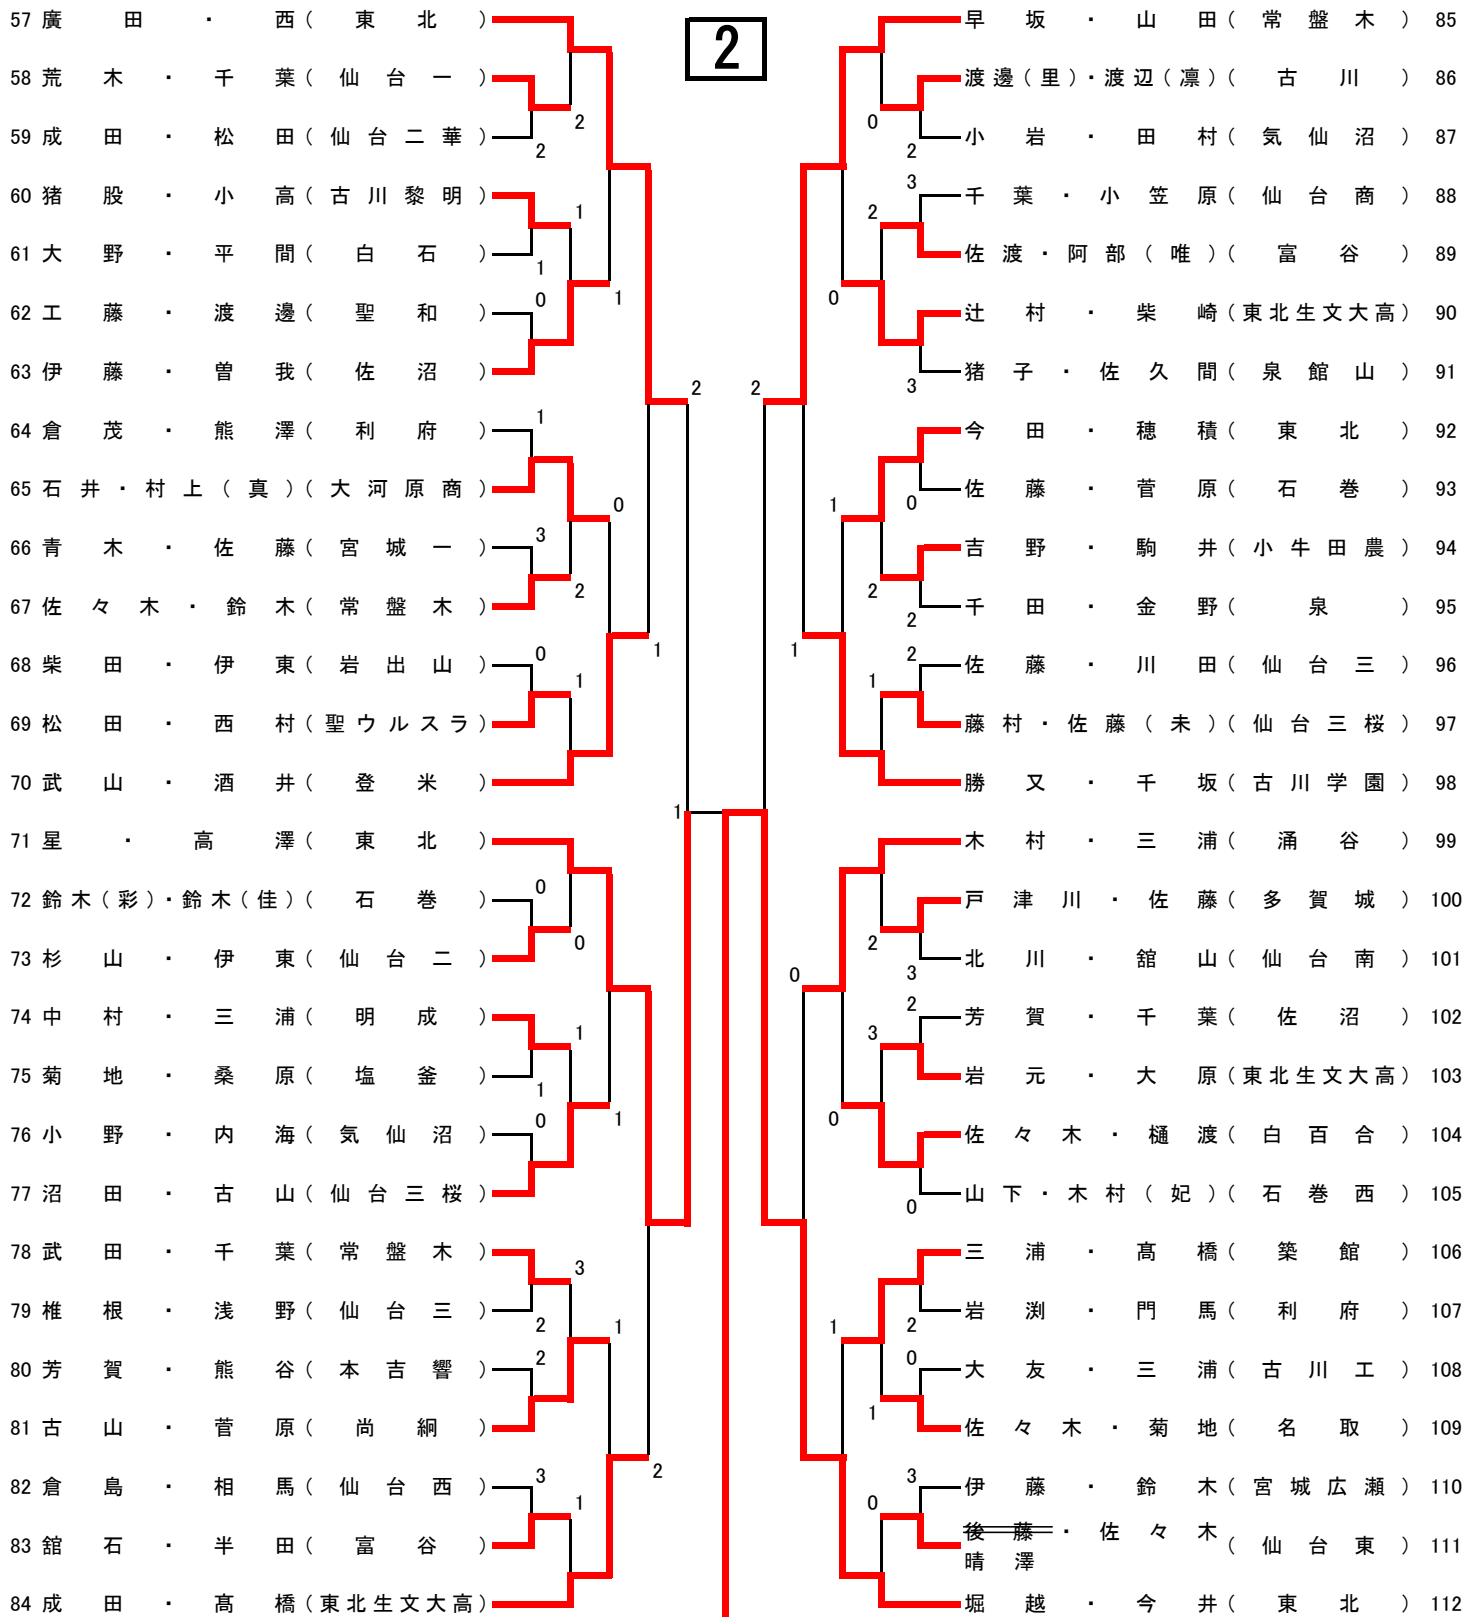 2
57 廣田・西(東北)
58 荒木・千葉(仙台一)
59 成田・松田(仙台二華)
60 猪股・小高(古川黎明)
61 大野・平間(白石)
62 工藤・渡邊(聖和)
63 伊藤・曽我(佐沼)
64 倉茂・熊澤(利府)
65 石井・村上(真)(大河原商)
66 青木・佐藤(宮城一)
67 佐々木・鈴木(常盤木)
68 柴田・伊東(岩出山)
69 松田・西村(聖ウルスラ)
70 武山・酒井(登米)
71 星・高澤(東北)
72 鈴木(彩)・鈴木(佳)(石巻)
73 杉山・伊東(仙台二)
74 中村・三浦(明成)
75 菊地・桑原(塩釜)
76 小野・内海(気仙沼)
77 沼田・古山(仙台三桜)
78 武田・千葉(常盤木)
79 椎根・浅野(仙台三)
80 芳賀・熊谷(本吉響)
81 古山・菅原(尚絅)
82 倉島・相馬(仙台西)
83 舘石・半田(富谷)
84 成田・髙橋(東北生文大高)
2
2
1
1
0
1
1
0
3
2
0
1
1
2
0
0
1
1
0
1
3
2
2
1
3
1
2
1
2
0
2
3
2
0
3
1
0
2
2
1
2
1
2
3
0
2
3
0
0
1
2
0
1
3
0
早坂・山田(常盤木) 85
渡邊(里)・渡辺(凛)(古川) 86
小岩・田村(気仙沼) 87
千葉・小笠原(仙台商) 88
佐渡・阿部(唯)(富谷) 89
辻村・柴崎(東北生文大高) 90
猪子・佐久間(泉館山) 91
今田・穂積(東北) 92
佐藤・菅原(石巻) 93
吉野・駒井(小牛田農) 94
千田・金野(泉) 95
佐藤・川田(仙台三) 96
藤村・佐藤(未)(仙台三桜) 97
勝又・千坂(古川学園) 98
木村・三浦(涌谷) 99
戸津川・佐藤(多賀城) 100
北川・舘山(仙台南) 101
芳賀・千葉(佐沼) 102
岩元・大原(東北生文大高) 103
佐々木・樋渡(白百合) 104
山下・木村(妃)(石巻西) 105
三浦・髙橋(築館) 106
岩渕・門馬(利府) 107
大友・三浦(古川工) 108
佐々木・菊地(名取) 109
伊藤・鈴木(宮城広瀬) 110
後藤・佐々木(仙台東) 111
晴澤
堀越・今井(東北) 112